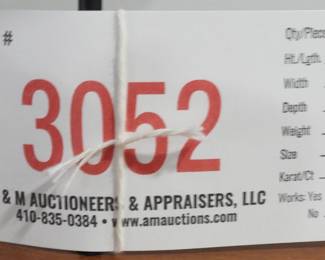 #
3052
& M AUCTIONEERS & APPRAISERS, LLC
410-835-0384 • www.amauctions.com
Qty/Piece
Ht./Lgth.
Width
Depth
Weight
Size
Karat/Ct
Works: Yes
No